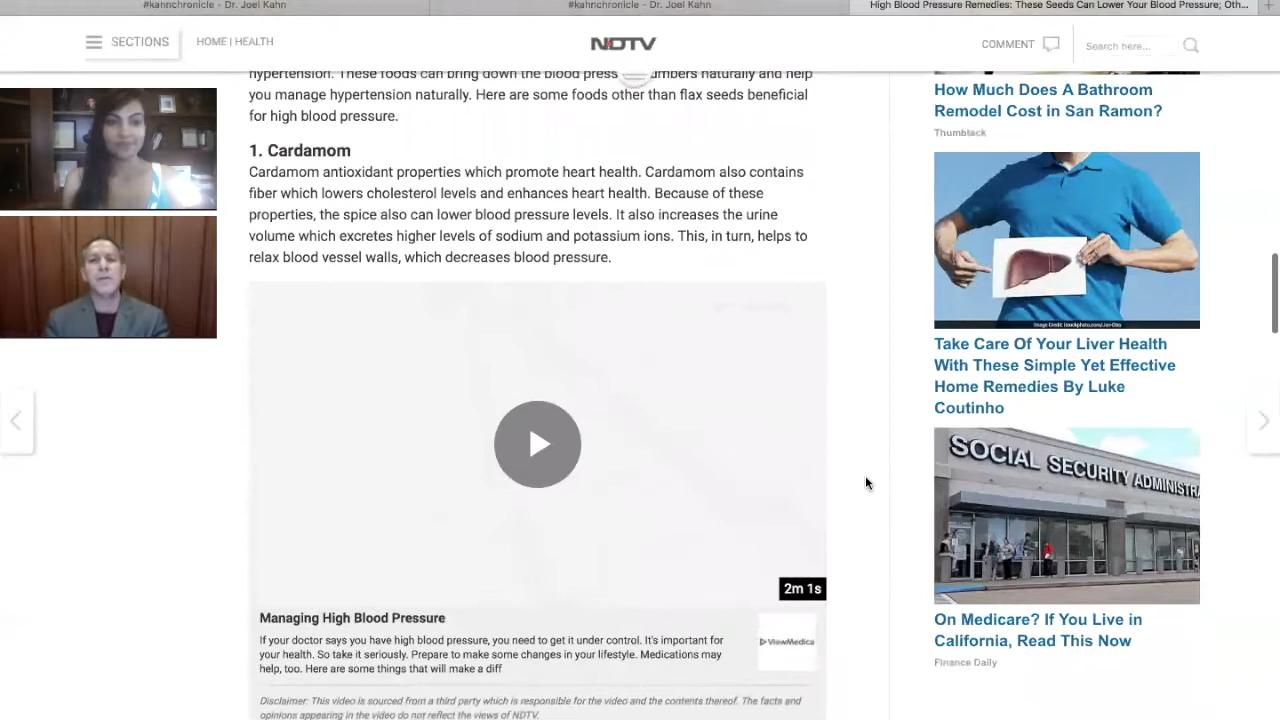 #kahnchronicle - Dr. Joel Kahn
#kahnchronicle - Dr. Joel Kahn
High Blood Pressure Remedies: These Seeds Can Lower Your Blood Pressure; Oth...
SECTIONS
HOME | HEALTH
NDTV
COMMENT
Search here...
hypertension. These foods can bring down the blood press umbers naturally and help
you manage hypertension naturally. Here are some foods other than flax seeds beneficial
for high blood pressure.
1. Cardamom
Cardamom antioxidant properties which promote heart health. Cardamom also contains
fiber which lowers cholesterol levels and enhances heart health. Because of these
properties, the spice also can lower blood pressure levels. It also increases the urine
volume which excretes higher levels of sodium and potassium ions. This, in turn, helps to
relax blood vessel walls, which decreases blood pressure.
2m 1s
Managing High Blood Pressure
If your doctor says you have high blood pressure, you need to get it under control. It's important for
your health. So take it seriously. Prepare to make some changes in your lifestyle. Medications may
help, too. Here are some things that will make a diff
ViewMedica
Disclaimer: This video is sourced from a third party which is responsible for the video and the contents thereof. The facts and
opinions appearing in the video do not reflect the views of NDTV.
How Much Does A Bathroom
Remodel Cost in San Ramon?
Thumbtack
Take Care Of Your Liver Health
With These Simple Yet Effective
Home Remedies By Luke
Coutinho
SOCIAL SECURITY ADMINISTRA
On Medicare? If You Live in
California, Read This Now
Finance Daily